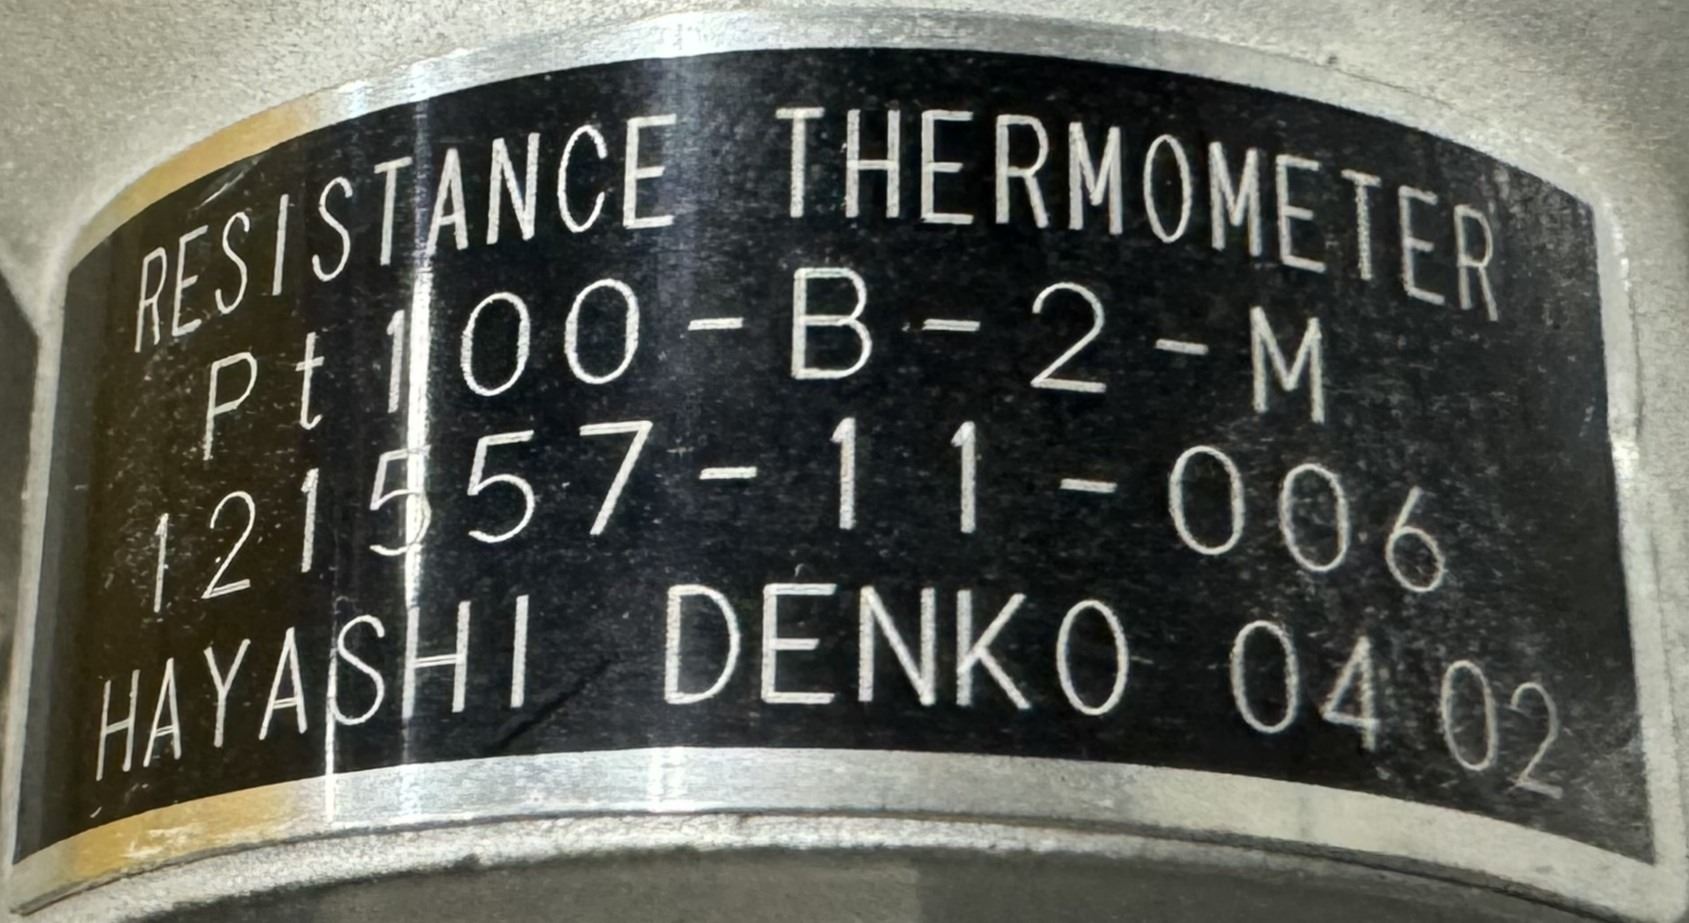 RESISTANCE THERMOMETER
Pt100-B-2-M
121557-11-006
HAYASHI DENKO 0402